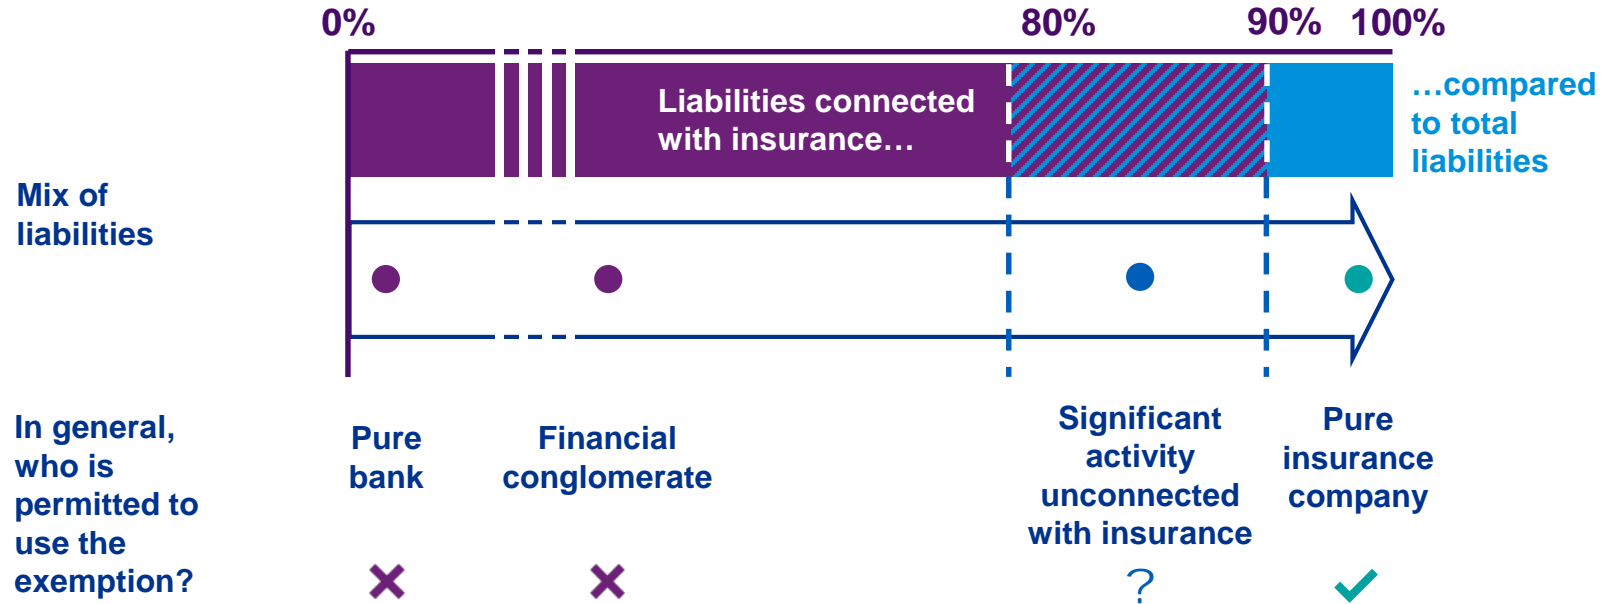 0%
80%
90%
100%
Liabilities connected
with insurance…
…compared
to total
liabilities
Mix of
liabilities
In general,
who is
permitted to
use the
exemption?
Pure
bank
Financial
conglomerate
Significant
activity
unconnected
with insurance
?
Pure
insurance
company